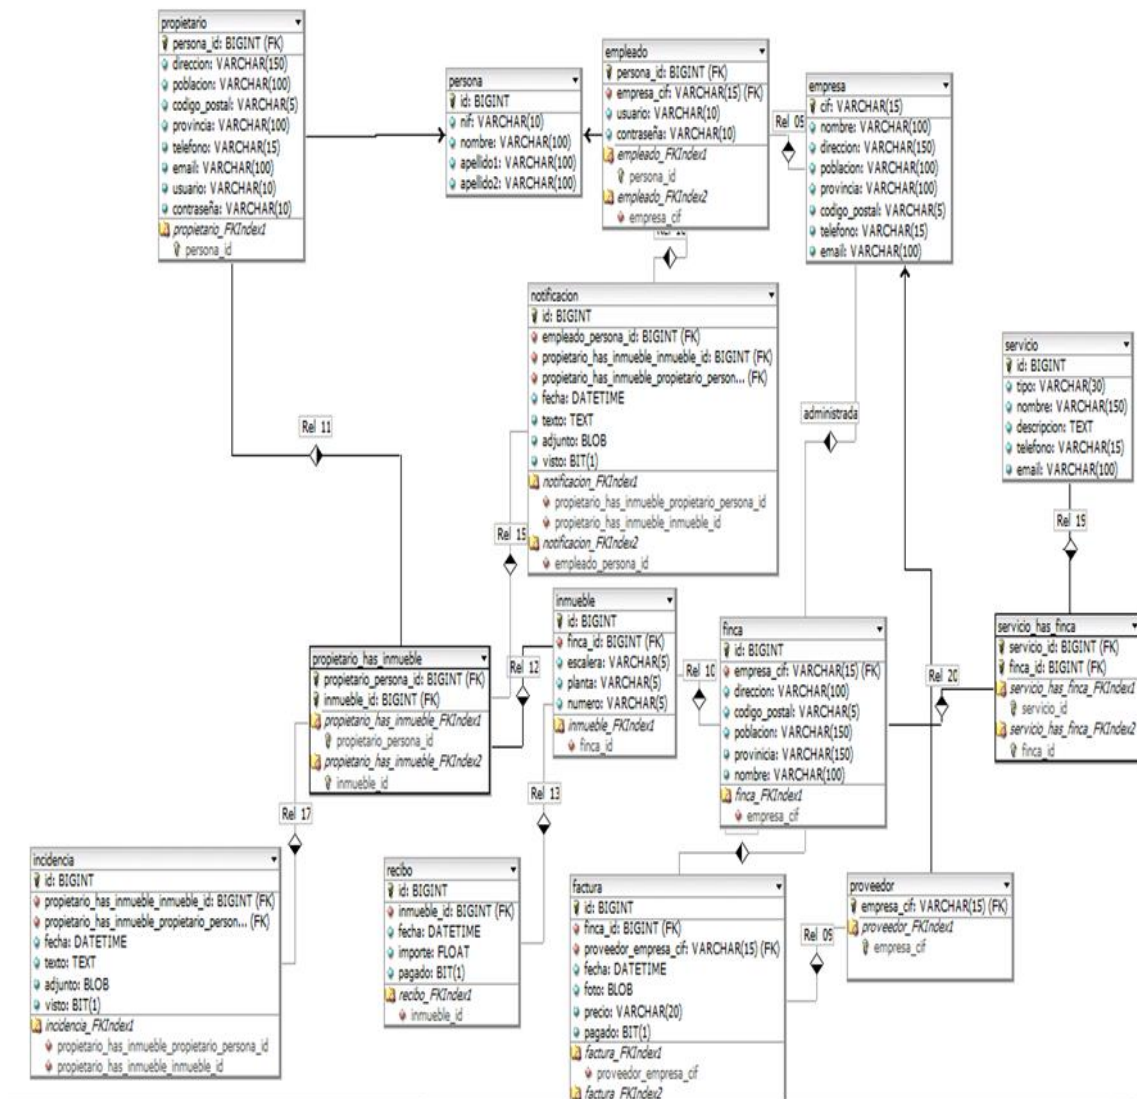 propietario
persona_id: BIGINT (FK)
direccion: VARCHAR(150)
poblacion: VARCHAR(100)
codigo_postal: VARCHAR(5)
provincia: VARCHAR(100)
telefono: VARCHAR(15)
email: VARCHAR(100)
usuario: VARCHAR(10)
contraseña: VARCHAR(10)
propietario_FKIndex1
persona_id
persona
id: BIGINT
nif: VARCHAR(10)
nombre: VARCHAR(100)
apellido1: VARCHAR(100)
apellido2: VARCHAR(100)
empleado
persona_id: BIGINT (FK)
empresa_cif: VARCHAR(15) (FK)
usuario: VARCHAR(10)
contraseña: VARCHAR(10)
empleado_FKIndex1
persona_id
empleado_FKIndex2
empresa_cif
Rel 05
empresa
cif: VARCHAR(15)
nombre: VARCHAR(100)
direccion: VARCHAR(150)
poblacion: VARCHAR(100)
provincia: VARCHAR(100)
codigo_postal: VARCHAR(5)
telefono: VARCHAR(15)
email: VARCHAR(100)
notificacion
id: BIGINT
empleado_persona_id: BIGINT (FK)
propietario_has_inmueble_inmueble_id: BIGINT (FK)
propietario_has_inmueble_propietario_person... (FK)
fecha: DATETIME
texto: TEXT
adjunto: BLOB
visto: BIT(1)
notificacion_FKIndex1
propietario_has_inmueble_propietario_persona_id
propietario_has_inmueble_inmueble_id
notificacion_FKIndex2
empleado_persona_id
servicio
id: BIGINT
tipo: VARCHAR(30)
nombre: VARCHAR(150)
descripcion: TEXT
telefono: VARCHAR(15)
email: VARCHAR(100)
administrada
Rel 11
Rel 15
Rel 19
inmueble
id: BIGINT
finca_id: BIGINT (FK)
escalera: VARCHAR(5)
planta: VARCHAR(5)
numero: VARCHAR(5)
inmueble_FKIndex1
finca_id
finca
id: BIGINT
empresa_cif: VARCHAR(15) (FK)
direccion: VARCHAR(100)
codigo_postal: VARCHAR(5)
poblacion: VARCHAR(150)
provinicia: VARCHAR(150)
nombre: VARCHAR(100)
finca_FKIndex1
empresa_cif
servicio_has_finca
servicio_id: BIGINT (FK)
finca_id: BIGINT (FK)
servicio_has_finca_FKIndex1
servicio_id
servicio_has_finca_FKIndex2
finca_id
propietario_has_inmueble
propietario_persona_id: BIGINT (FK)
inmueble_id: BIGINT (FK)
propietario_has_inmueble_FKIndex1
propietario_persona_id
propietario_has_inmueble_FKIndex2
inmueble_id
Rel 12
Rel 10
Rel 20
Rel 13
Rel 17
incidencia
id: BIGINT
propietario_has_inmueble_inmueble_id: BIGINT (FK)
propietario_has_inmueble_propietario_person... (FK)
fecha: DATETIME
texto: TEXT
adjunto: BLOB
visto: BIT(1)
incidencia_FKIndex1
propietario_has_inmueble_propietario_persona_id
propietario_has_inmueble_inmueble_id
recibo
id: BIGINT
inmueble_id: BIGINT (FK)
fecha: DATETIME
importe: FLOAT
pagado: BIT(1)
recibo_FKIndex1
inmueble_id
factura
id: BIGINT
finca_id: BIGINT (FK)
proveedor_empresa_cif: VARCHAR(15) (FK)
fecha: DATETIME
foto: BLOB
precio: VARCHAR(20)
pagado: BIT(1)
factura_FKIndex1
proveedor_empresa_cif
factura_FKIndex2
Rel 09
proveedor
empresa_cif: VARCHAR(15) (FK)
proveedor_FKIndex1
empresa_cif